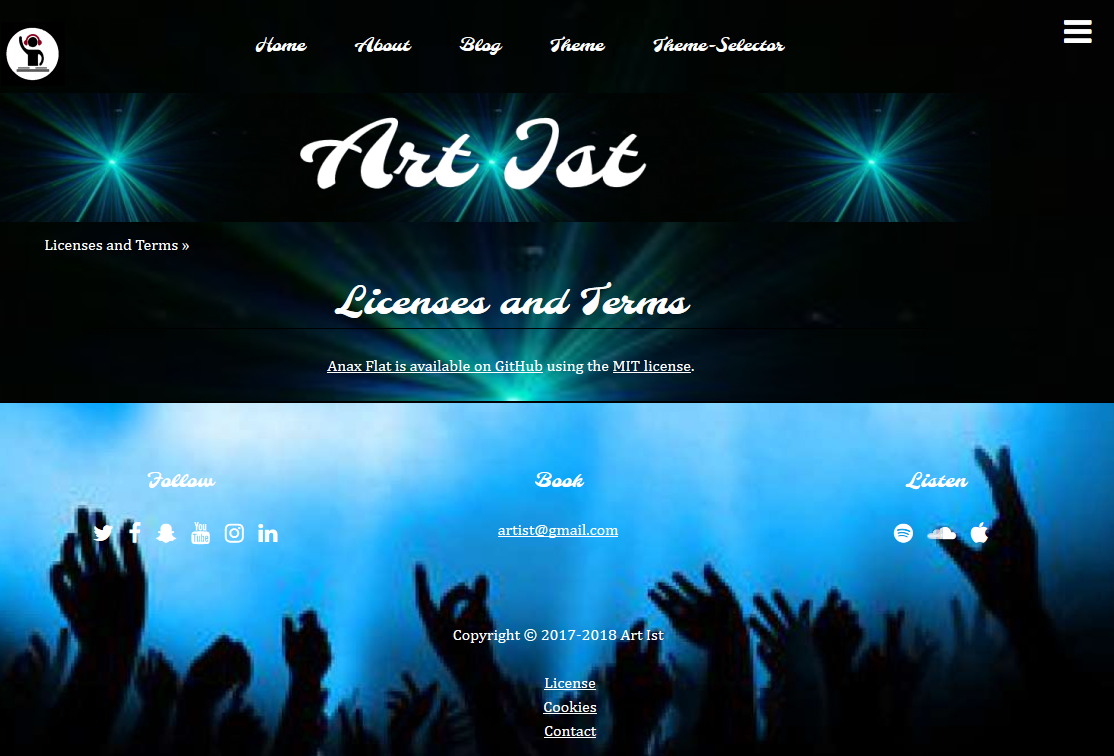 Home About Blog Theme Theme-Selector
Art Ist
Licenses and Terms »
Licenses and Terms
Anax Flat is available on GitHub using the MIT license.
Follow Book Listen
You Tube
artist@gmail.com
Copyright © 2017-2018 Art Ist
License
Cookies
Contact